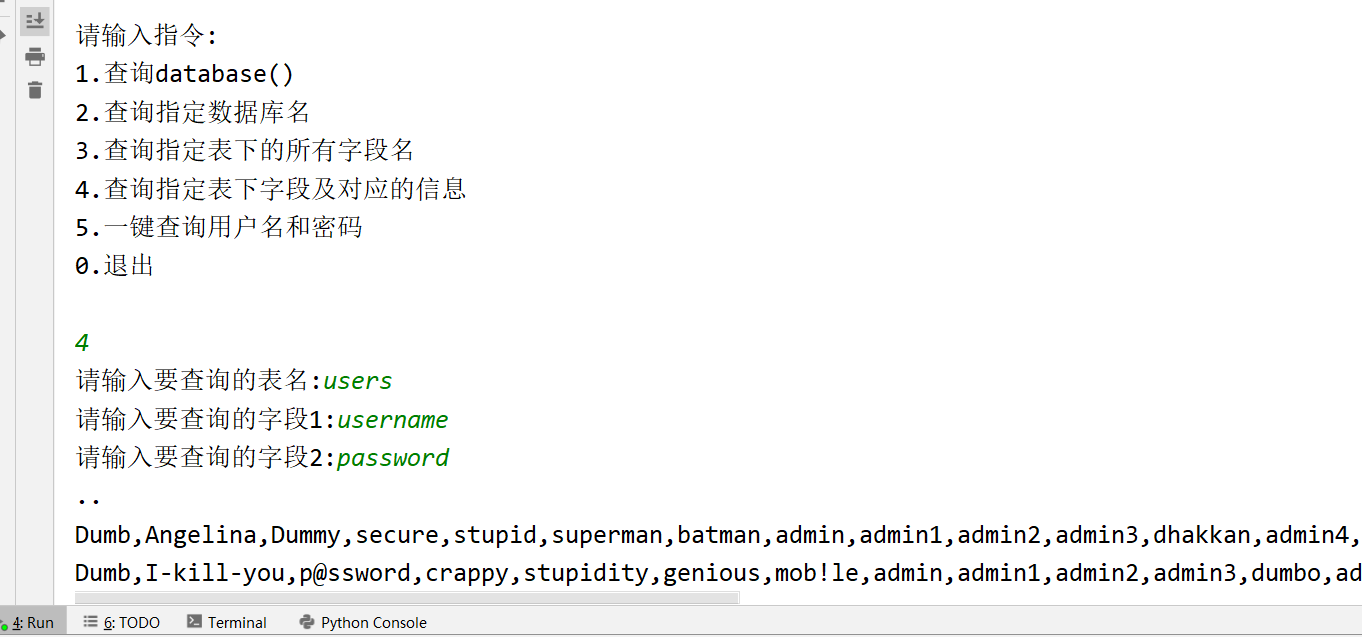 请输入指令:
1.查询database()
2.查询指定数据库名
3.查询指定表下的所有字段名
4.查询指定表下字段及对应的信息
5.一键查询用户名和密码
0.退出
4
请输入要查询的表名:users
请输入要查询的字段1:username
请输入要查询的字段2:password
..
Dumb,Angelina,Dummy,secure,stupid,superman,batman,admin,admin1,admin2,admin3,dhakkan,admin4,
Dumb,I-kill-you,p@ssword,crappy,stupidity,genious,mob!le,admin,admin1,admin2,admin3,dumbo,ad
4: Run 6: TODO Terminal Python Console